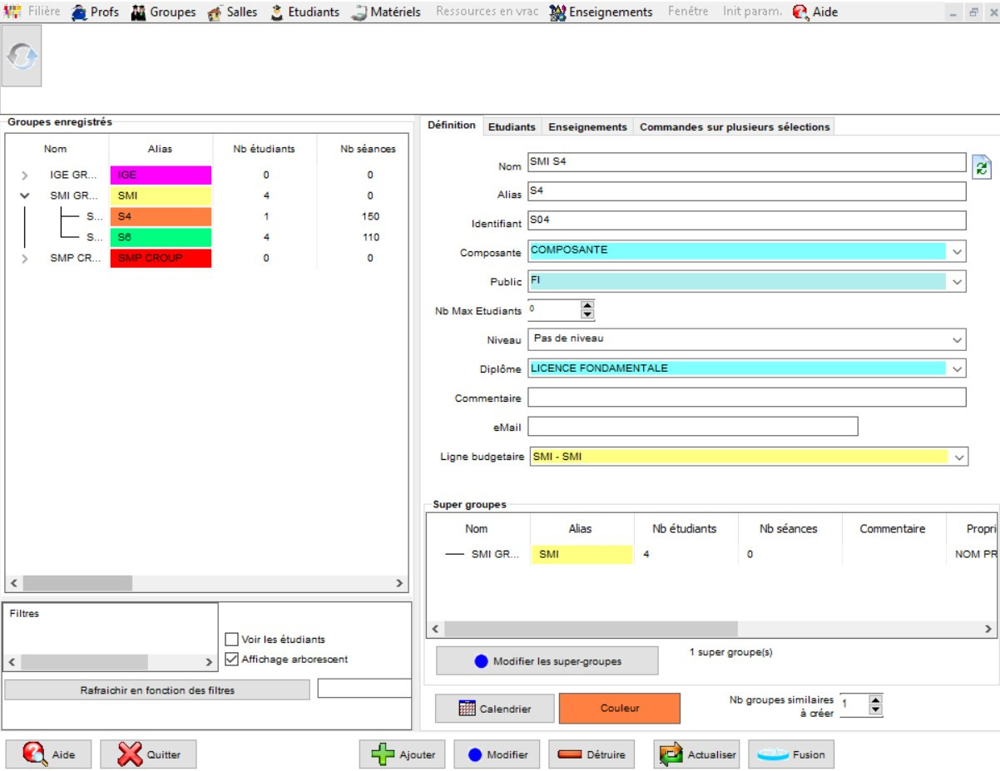 Filière Profs Groupes Salles Etudiants Matériels Ressources en vrac Enseignements Fenêtre Init param. Aide
Groupes enregistrés
Nom Alias Nb étudiants Nb séances
IGE GR... IGE 0 0
SMI GR... SMI 4 0
S... S4 1 150
S... S6 4 110
SMP CR... SMP CROUP 0 0
Filtres
Voir les étudiants
Affichage arborescent
Rafraichir en fonction des filtres
Définition Etudiants Enseignements Commandes sur plusieurs sélections
Nom SMI S4
Alias S4
Identifiant S04
Composante COMPOSANTE
Public FI
Nb Max Etudiants 0
Niveau Pas de niveau
Diplôme LICENCE FONDAMENTALE
Commentaire
eMail
Ligne budgetaire SMI - SMI
Super groupes
Nom Alias Nb étudiants Nb séances Commentaire Propri
SMI GR... SMI 4 0 NOM PR
Modifier les super-groupes 1 super groupe(s)
Calendrier Couleur Nb groupes similaires 1
à créer
Aide Quitter Ajouter Modifier Détruire Actualiser Fusion